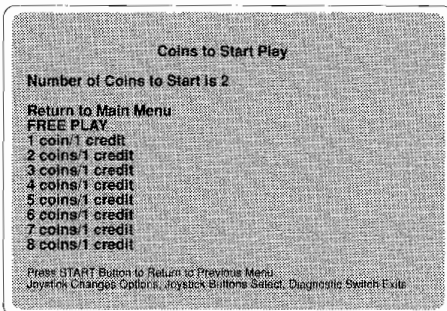 Coins to Start Play
Number of Coins to Start is 2
Return to Main Menu
FREE PLAY
1 coin/1 credit
2 coins/1 credit
3 coins/1 credit
4 coins/1 credit
5 coins/1 credit
6 coins/1 credit
7 coins/1 credit
8 coins/1 credit
Press START Button to Return to Previous Menu
Joystick Changes Options, Joystick Buttons Select, Diagnostic Switch Exits